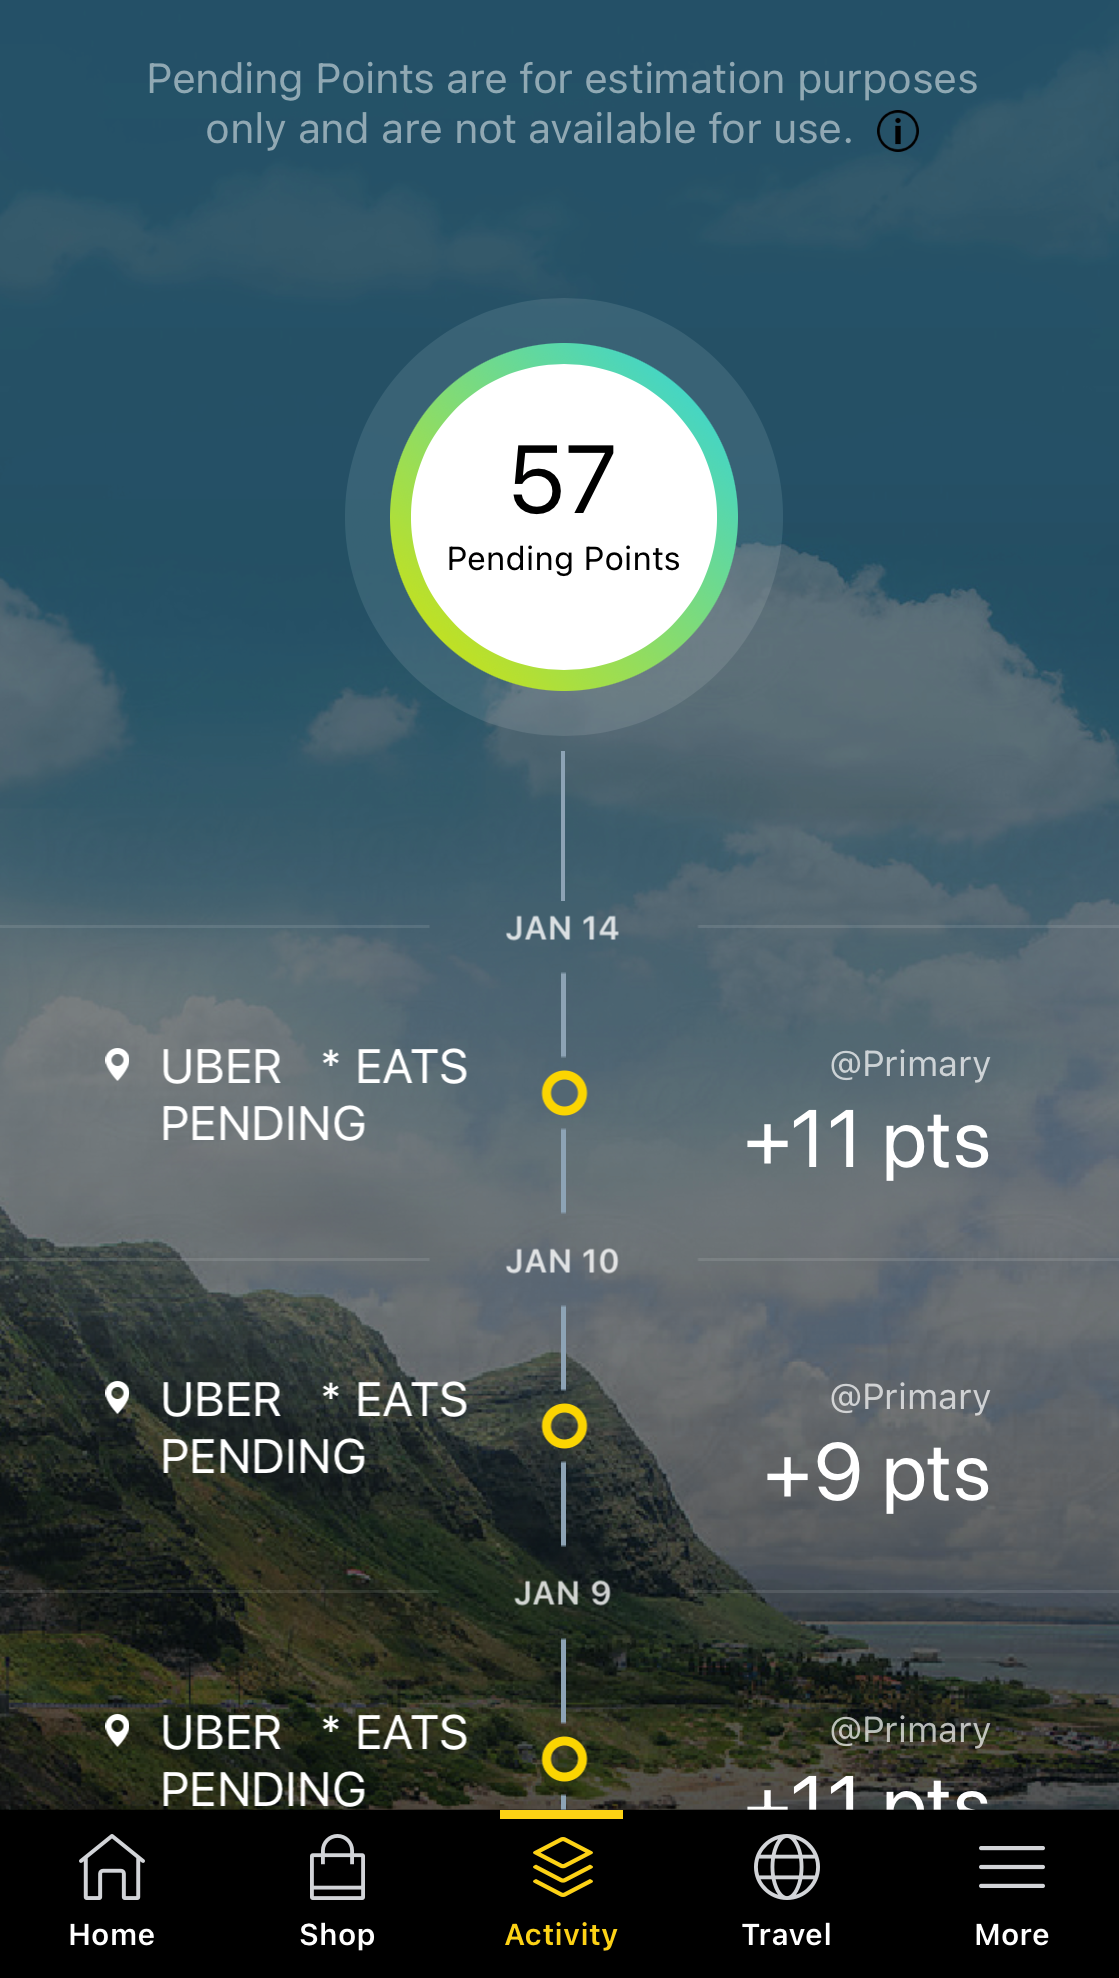 Pending Points are for estimation purposes
only and are not available for use.
57
Pending Points
JAN 14
UBER * EATS
PENDING
@Primary
+11 pts
JAN 10
UBER * EATS
PENDING
@Primary
+9 pts
JAN 9
UBER * EATS
PENDING
@Primary
+11 pts
Home
Shop
Activity
Travel
More